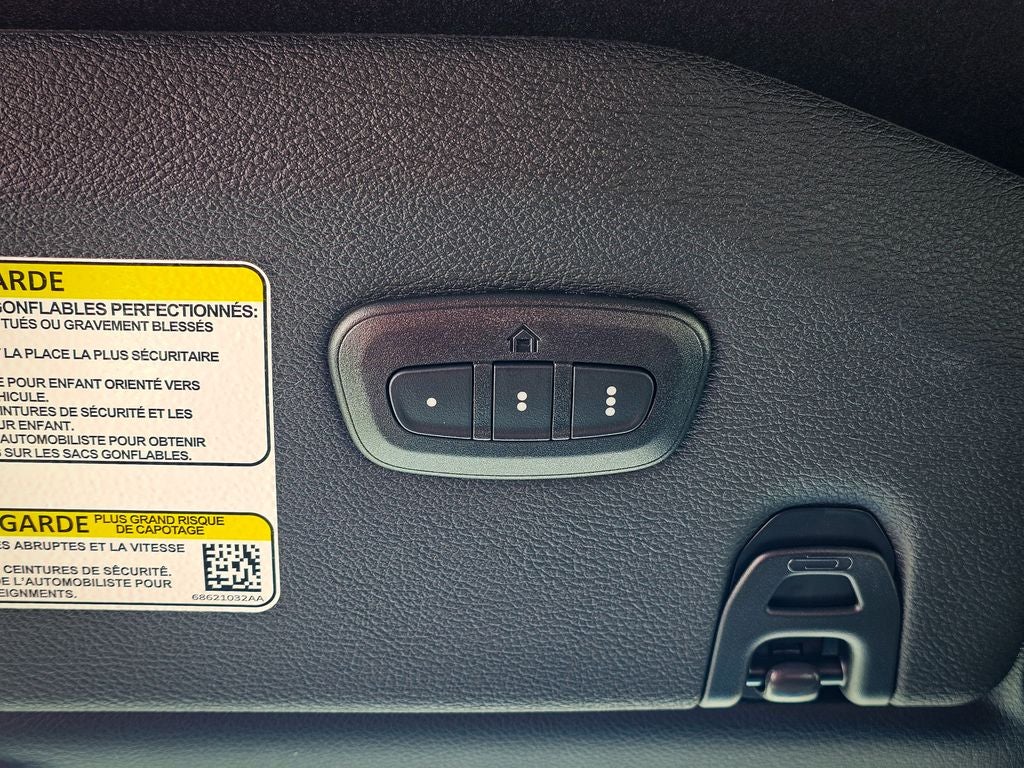 ARDE
GONFLABLES PERFECTIONNÉS:
TUÉS OU GRAVEMENT BLESSÉS
LA PLACE LA PLUS SÉCURITAIRE
E POUR ENFANT ORIENTÉ VERS
HICULE.
EINTURES DE SÉCURITÉ ET LES
UR ENFANT.
AUTOMOBILISTE POUR OBTENIR
S SUR LES SACS GONFLABLES.
GARDE PLUS GRAND RISQUE
DE CAPOTAGE
ES ABRUPTES ET LA VITESSE
CEINTURES DE SÉCURITÉ.
DE L'AUTOMOBILISTE POUR
EIGNMENTS.
68621032AA